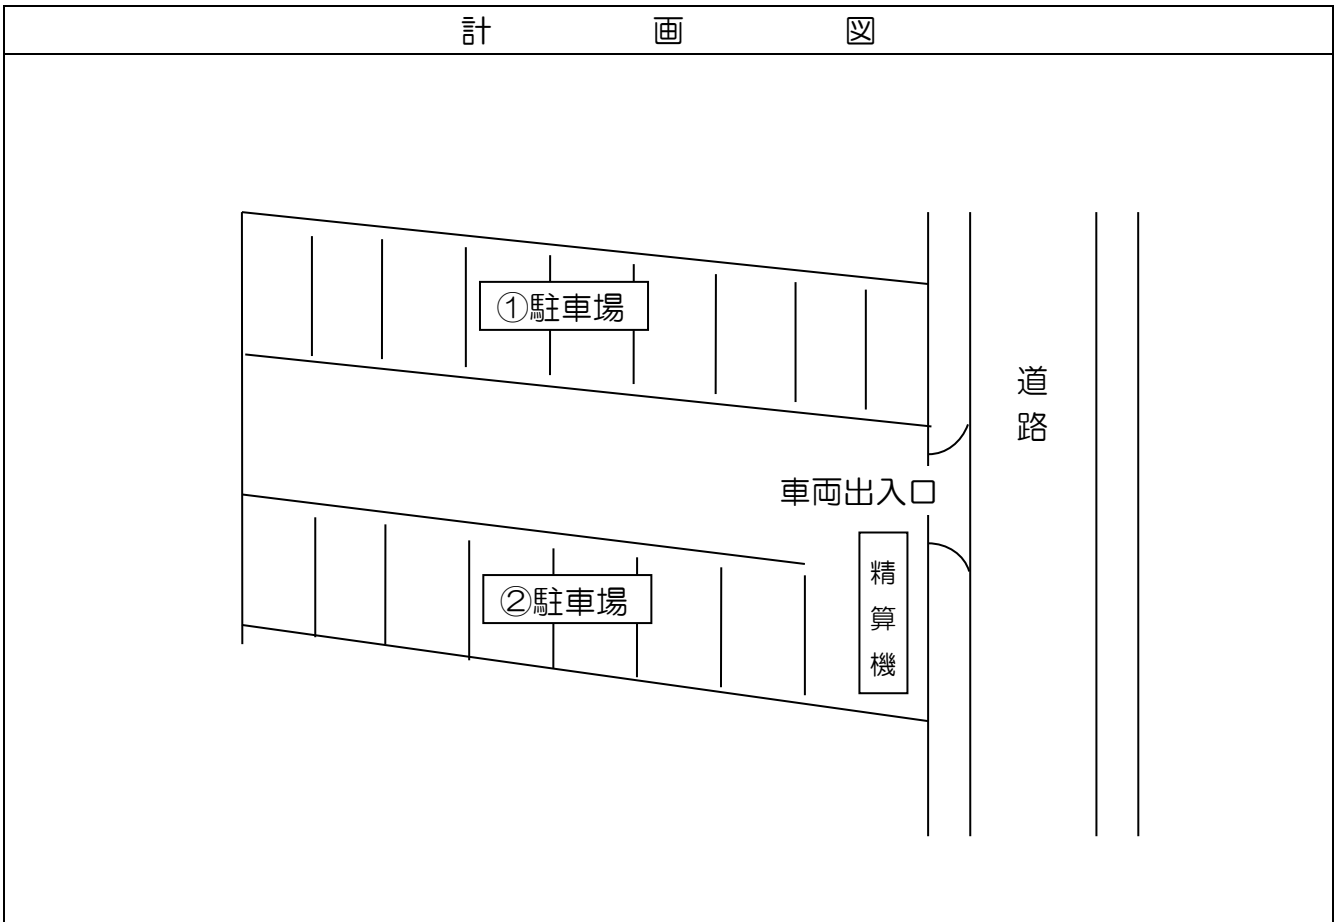 計画図
①駐車場
道路
車両出入口
②駐車場
精算機